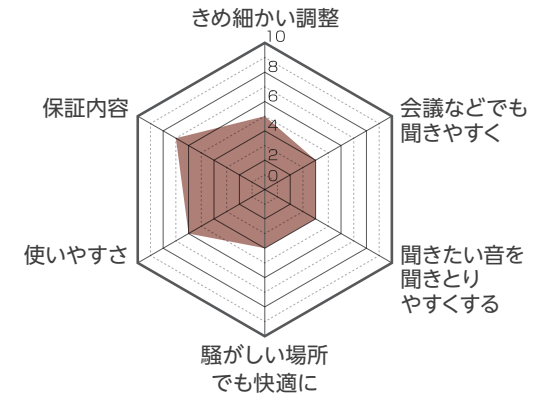 きめ細かい調整
10
8
6
4
2
0
会議などでも
聞きやすく
聞きたい音を
聞きとり
やすくする
騒がしい場所
でも快適に
使いやすさ
保証内容